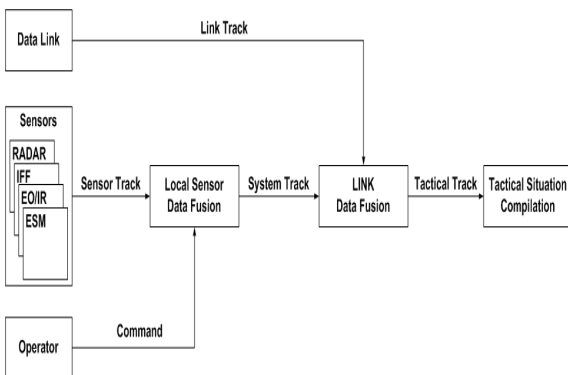 Data Link
Link Track
Sensors
RADAR
IFF
EO/IR
ESM
Sensor Track
Local Sensor
Data Fusion
System Track
LINK
Data Fusion
Tactical Track
Tactical Situation
Compilation
Operator
Command